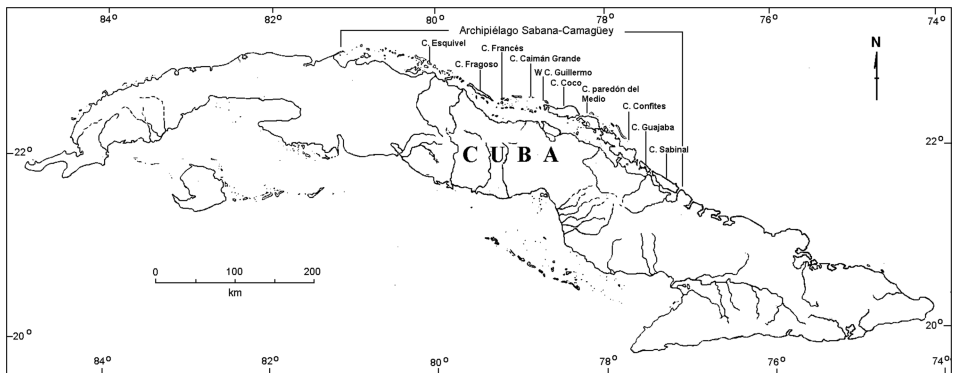 84°
82°
80°
78°
76°
74°
Archipiélago Sabana-Camagüey
C. Esquivel
C. Francés
C. Fragoso
C. Caimán Grande
W C. Guillermo
C. Coco
C. paredón del
Medio
C. Confites
C. Guajaba
C. Sabinal
N
22°
22°
C U B A
0 100 200
km
20°
20°
84°
82°
80°
78°
76°
74°